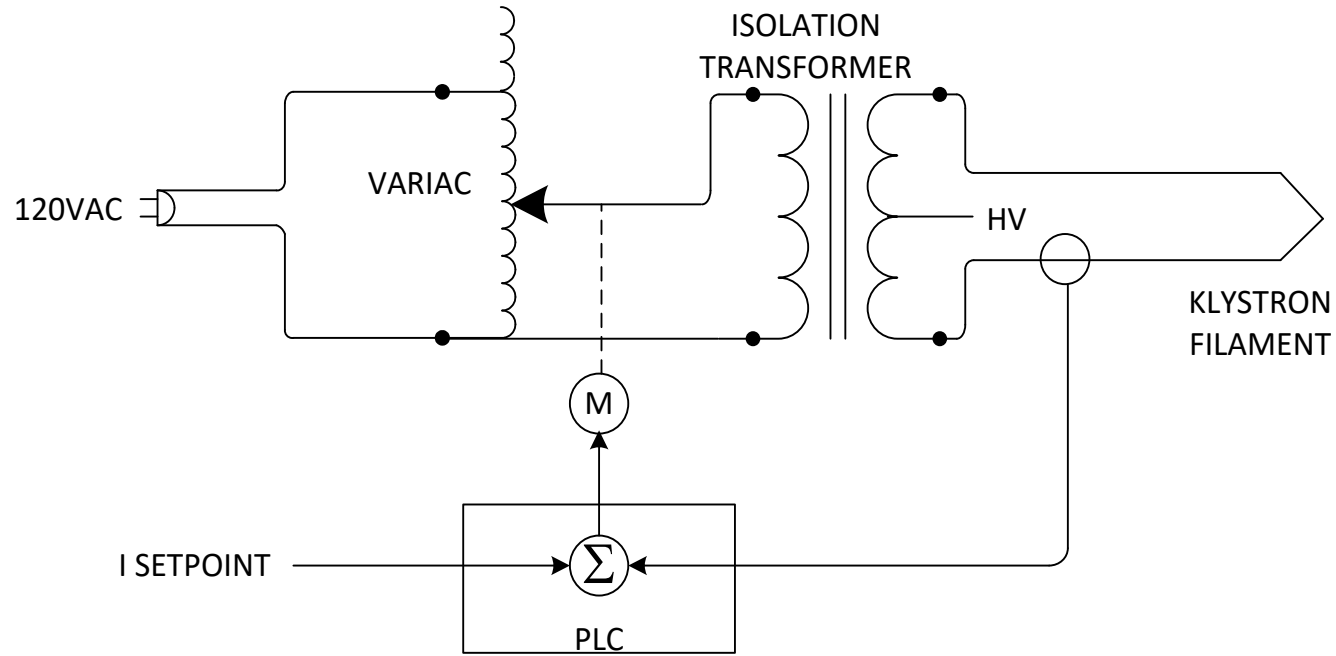 ISOLATION
TRANSFORMER
VARIAC
120VAC
HV
KLYSTRON
FILAMENT
M
I SETPOINT
Σ
PLC